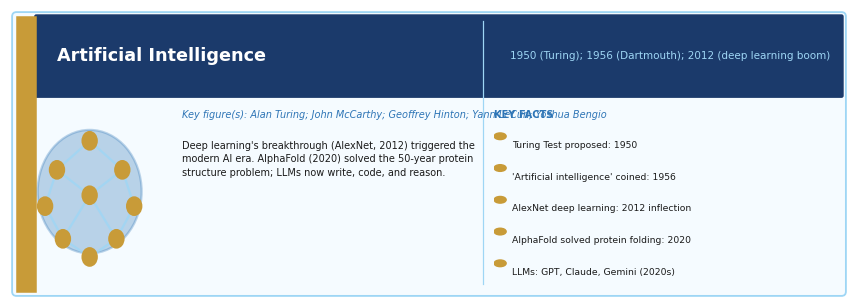 Artificial Intelligence
1950 (Turing); 1956 (Dartmouth); 2012 (deep learning boom)
Key figure(s): Alan Turing; John McCarthy; Geoffrey Hinton; Yann Yoshua Bengio
Deep learning's breakthrough (AlexNet, 2012) triggered the
modern AI era. AlphaFold (2020) solved the 50-year protein
structure problem; LLMs now write, code, and reason.
KEY FACTS
Turing Test proposed: 1950
'Artificial intelligence' coined: 1956
AlexNet deep learning: 2012 inflection
AlphaFold solved protein folding: 2020
LLMs: GPT, Claude, Gemini (2020s)